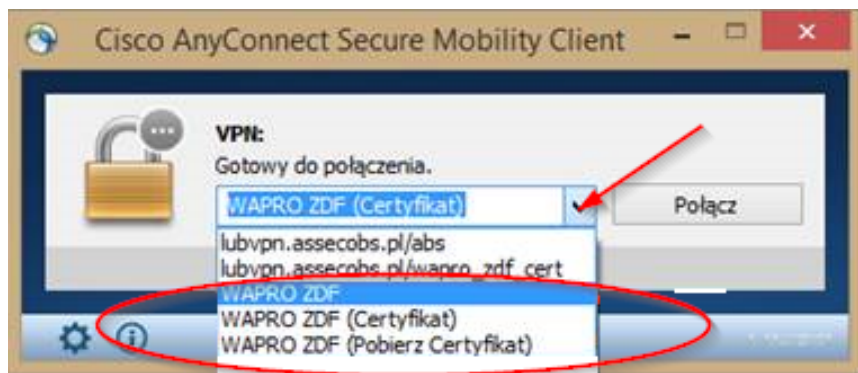 Cisco AnyConnect Secure Mobility Client
VPN:
Gotowy do połączenia.
WAPRO ZDF (Certyfikat)
Połącz
lubvpn.assecobs.pl/abs
lubvpn.assecobs.pl/wapro_zdf_cert
WAPRO ZDF
WAPRO ZDF (Certyfikat)
WAPRO ZDF (Pobierz Certyfikat)